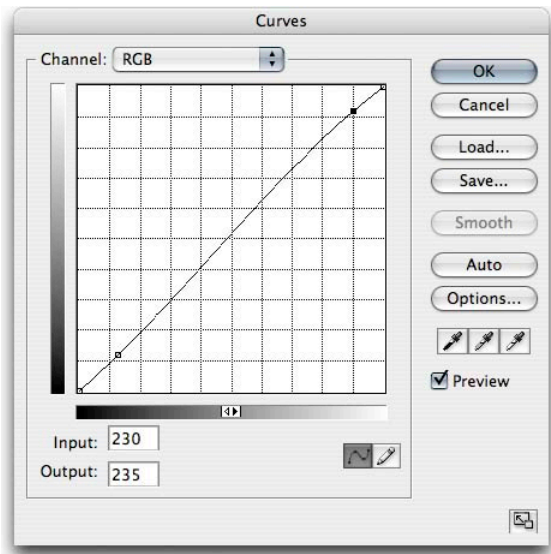 Curves
Channel: RGB
OK
Cancel
Load...
Save...
Smooth
Auto
Options...
Preview
Input: 230
Output: 235